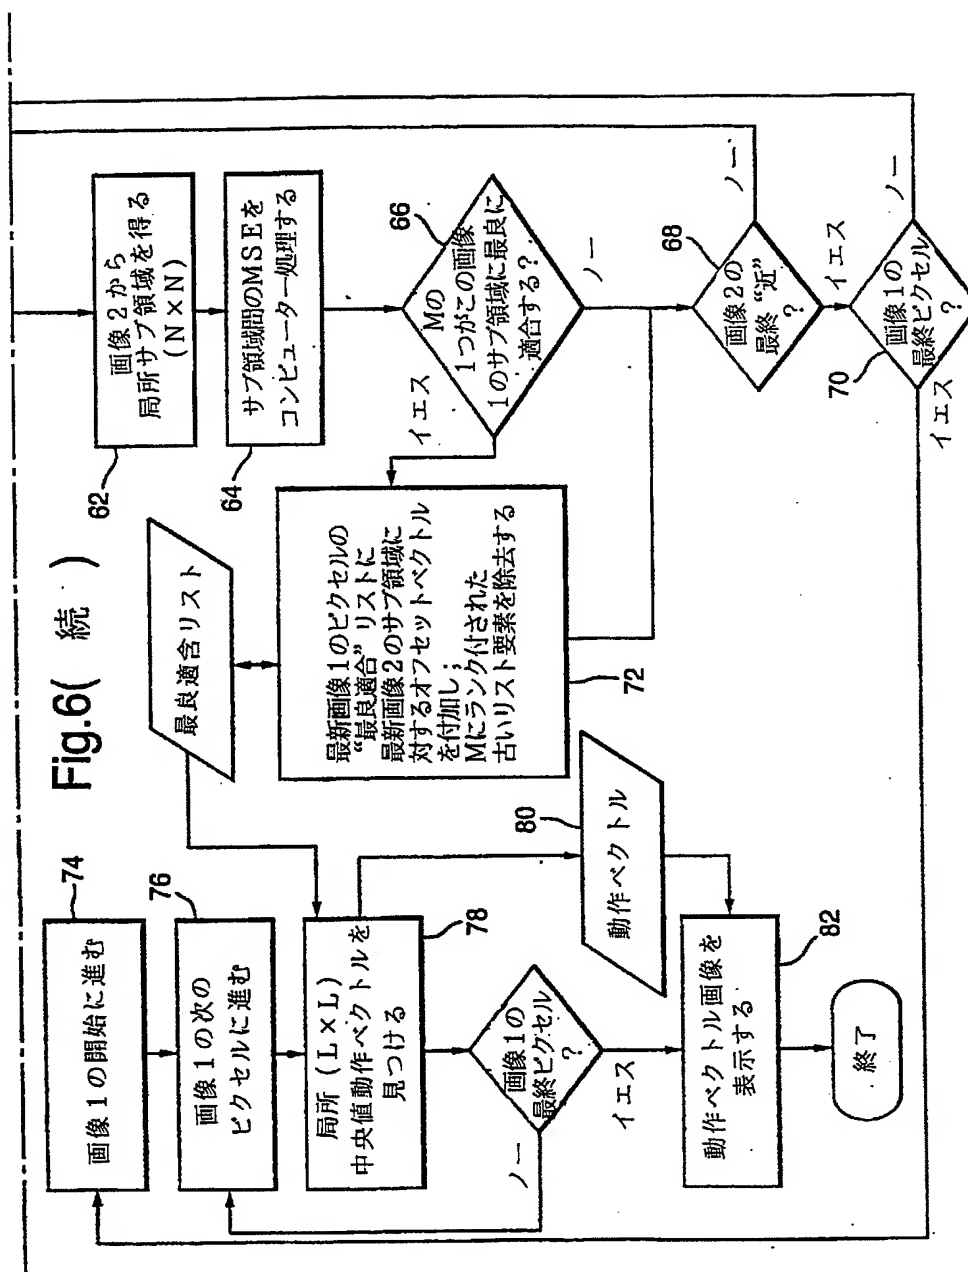 Fig.6( 続 )
62
画像2から
局所サブ領域を得る
(N×N)
64
サブ領域間のMSEを
コンピューター処理する
66
Mの
1つがこの画像
1のサブ領域に最良に
適合する?
イエス
ノー
68
画像2の
最終“近”
?
ノー
イエス
70
画像1の
最終ピクセル
?
ノー
イエス
最良適合リスト
最新画像1のピクセルの
“最良適合” リストに
最新画像2のサブ領域に
対するオフセットベクトル
を付加し;
Mにランク付された
古いリスト要素を除去する
72
74
画像1の開始に進む
76
画像1の次の
ピクセルに進む
78
局所 (L×L)
中央値動作ベクトルを
見つける
80
動作ベクトル
画像1の
最終ピクセル
?
ノー
イエス
82
動作ベクトル画像を
表示する
終了